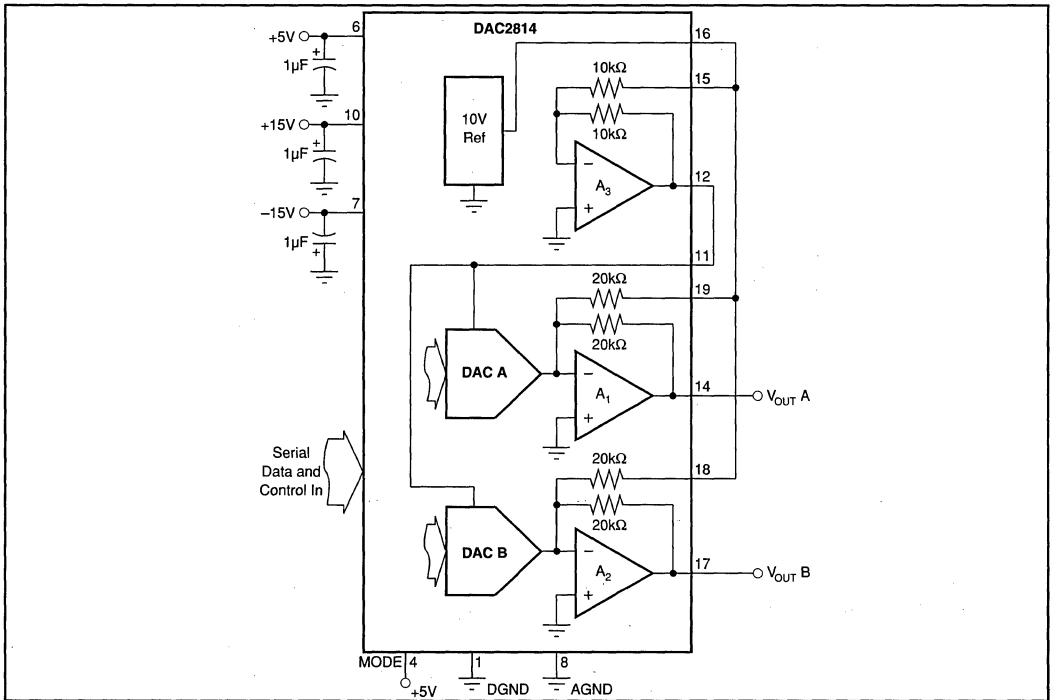 DAC2814
+5V
6
1µF
+
+15V
10
1µF
+
–15V
7
1µF
+
10V
Ref
16
10kΩ
15
10kΩ
–
A3
+
12
11
20kΩ
19
20kΩ
DAC A
–
A1
+
14
VOUT A
Serial
Data and
Control In
20kΩ
18
20kΩ
DAC B
–
A2
+
17
VOUT B
MODE
4
+5V
1
DGND
8
AGND